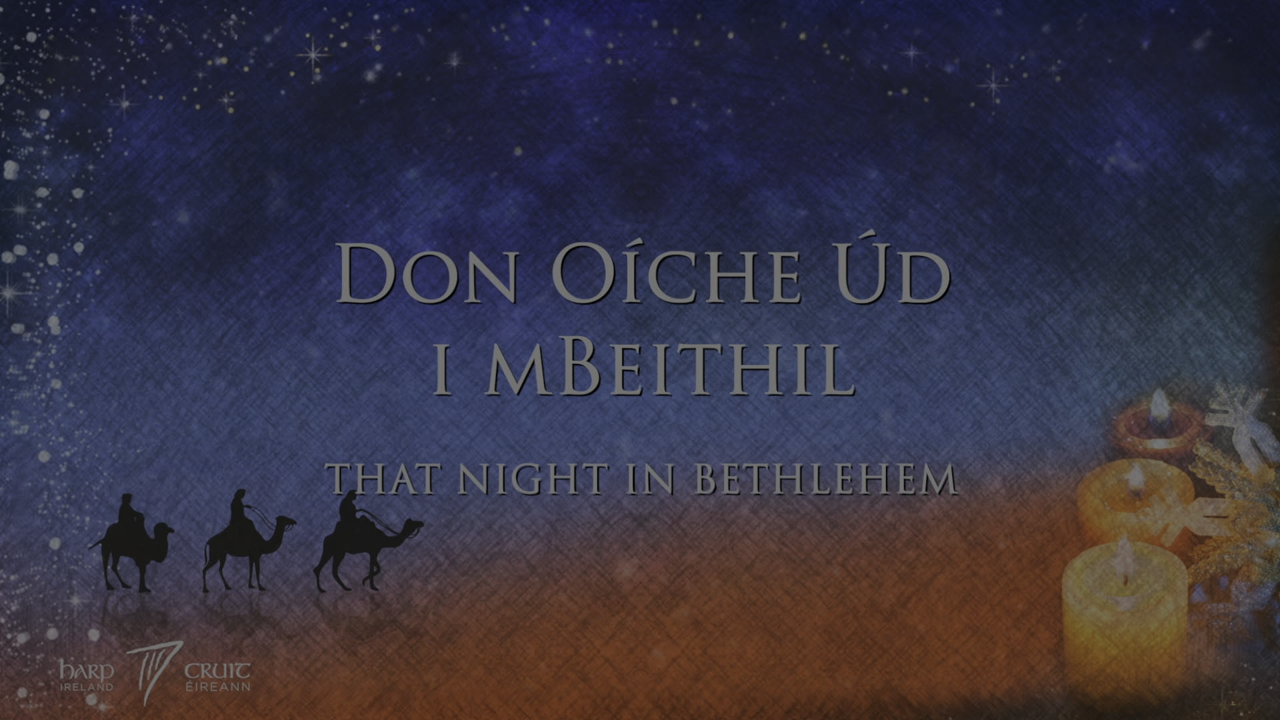 Don Oíche Úd
i mBeithil
THAT NIGHT IN BETHLEHEM
hARP CRUIT
IRELAND ÉIREANN